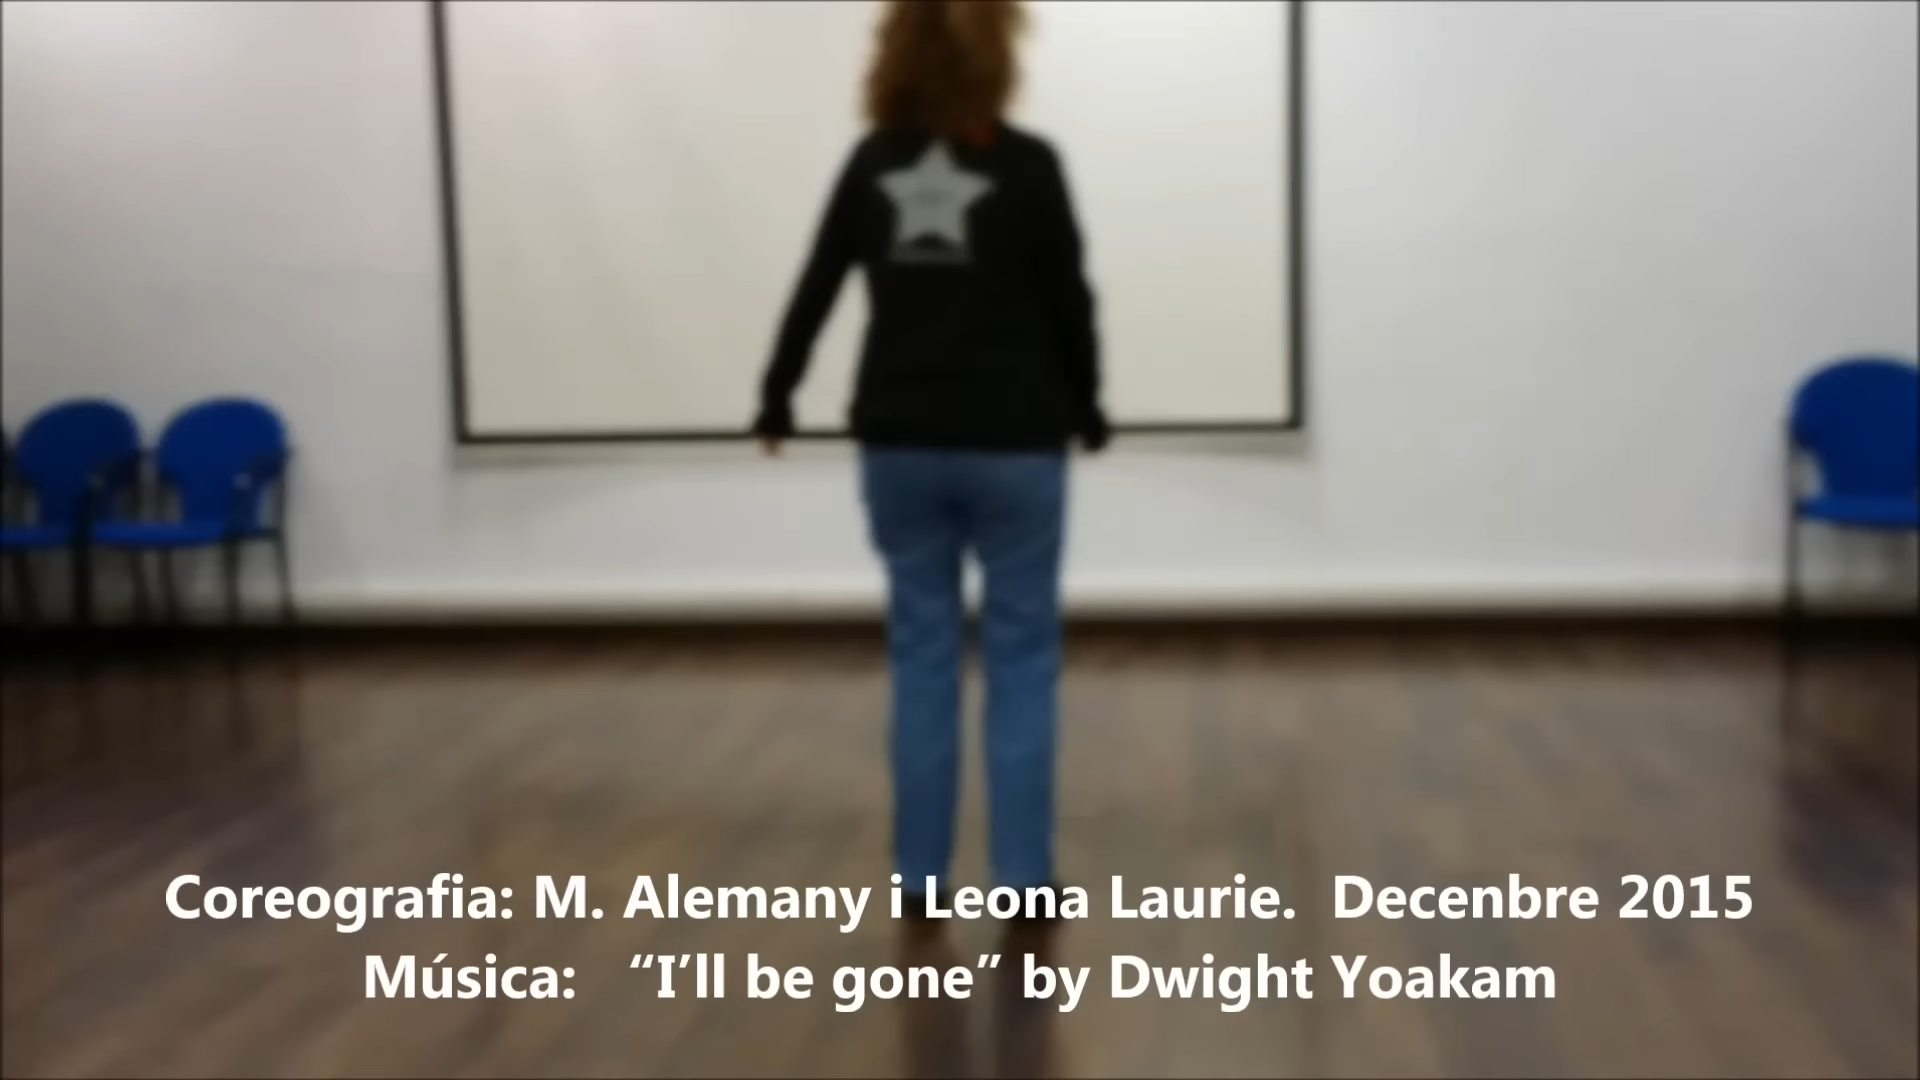 Coreografia: M. Alemany i Leona Laurie. Decenbre 2015
Música: “I’ll be gone” by Dwight Yoakam